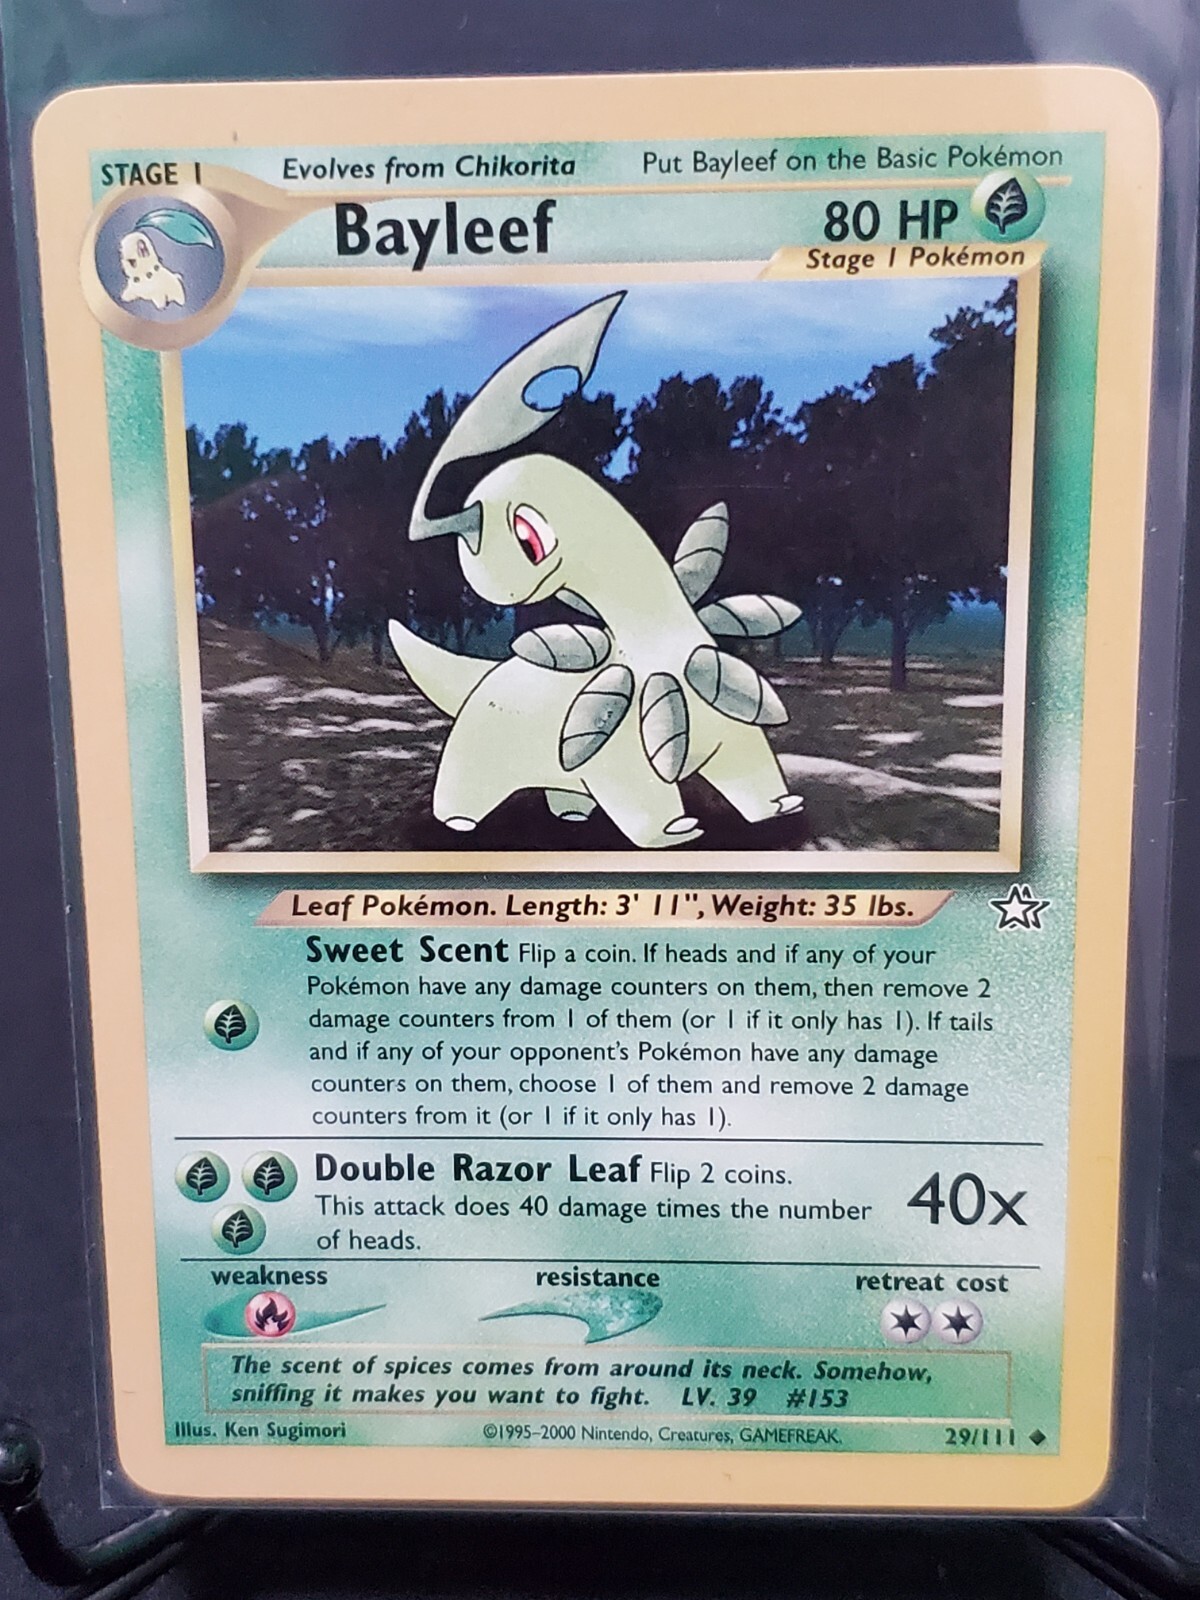 STAGE 1 Evolves from Chikorita Put Bayleef on the Basic Pokémon
Bayleef 80 HP
Stage 1 Pokémon
Leaf Pokémon. Length: 3' 11", Weight: 35 lbs.
Sweet Scent Flip a coin. If heads and if any of your
Pokémon have any damage counters on them, then remove 2
damage counters from 1 of them (or 1 if it only has 1). If tails
and if any of your opponent's Pokémon have any damage
counters on them, choose 1 of them and remove 2 damage
counters from it (or 1 if it only has 1).
Double Razor Leaf Flip 2 coins.
This attack does 40 damage times the number
of heads.
40x
weakness resistance retreat cost
The scent of spices comes from around its neck. Somehow,
sniffing it makes you want to fight. LV. 39 #153
Illus. Ken Sugimori ©1995–2000 Nintendo, Creatures, GAMEFREAK. 29/111